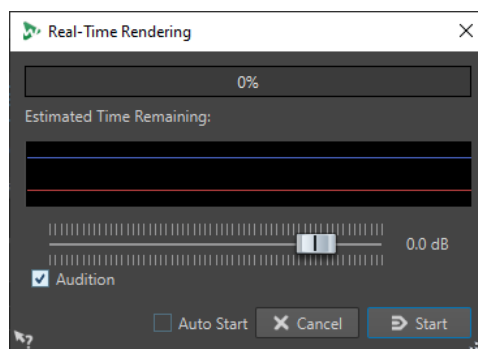 Real-Time Rendering
0%
Estimated Time Remaining:
0.0 dB
Audition
Auto Start
Cancel
Start